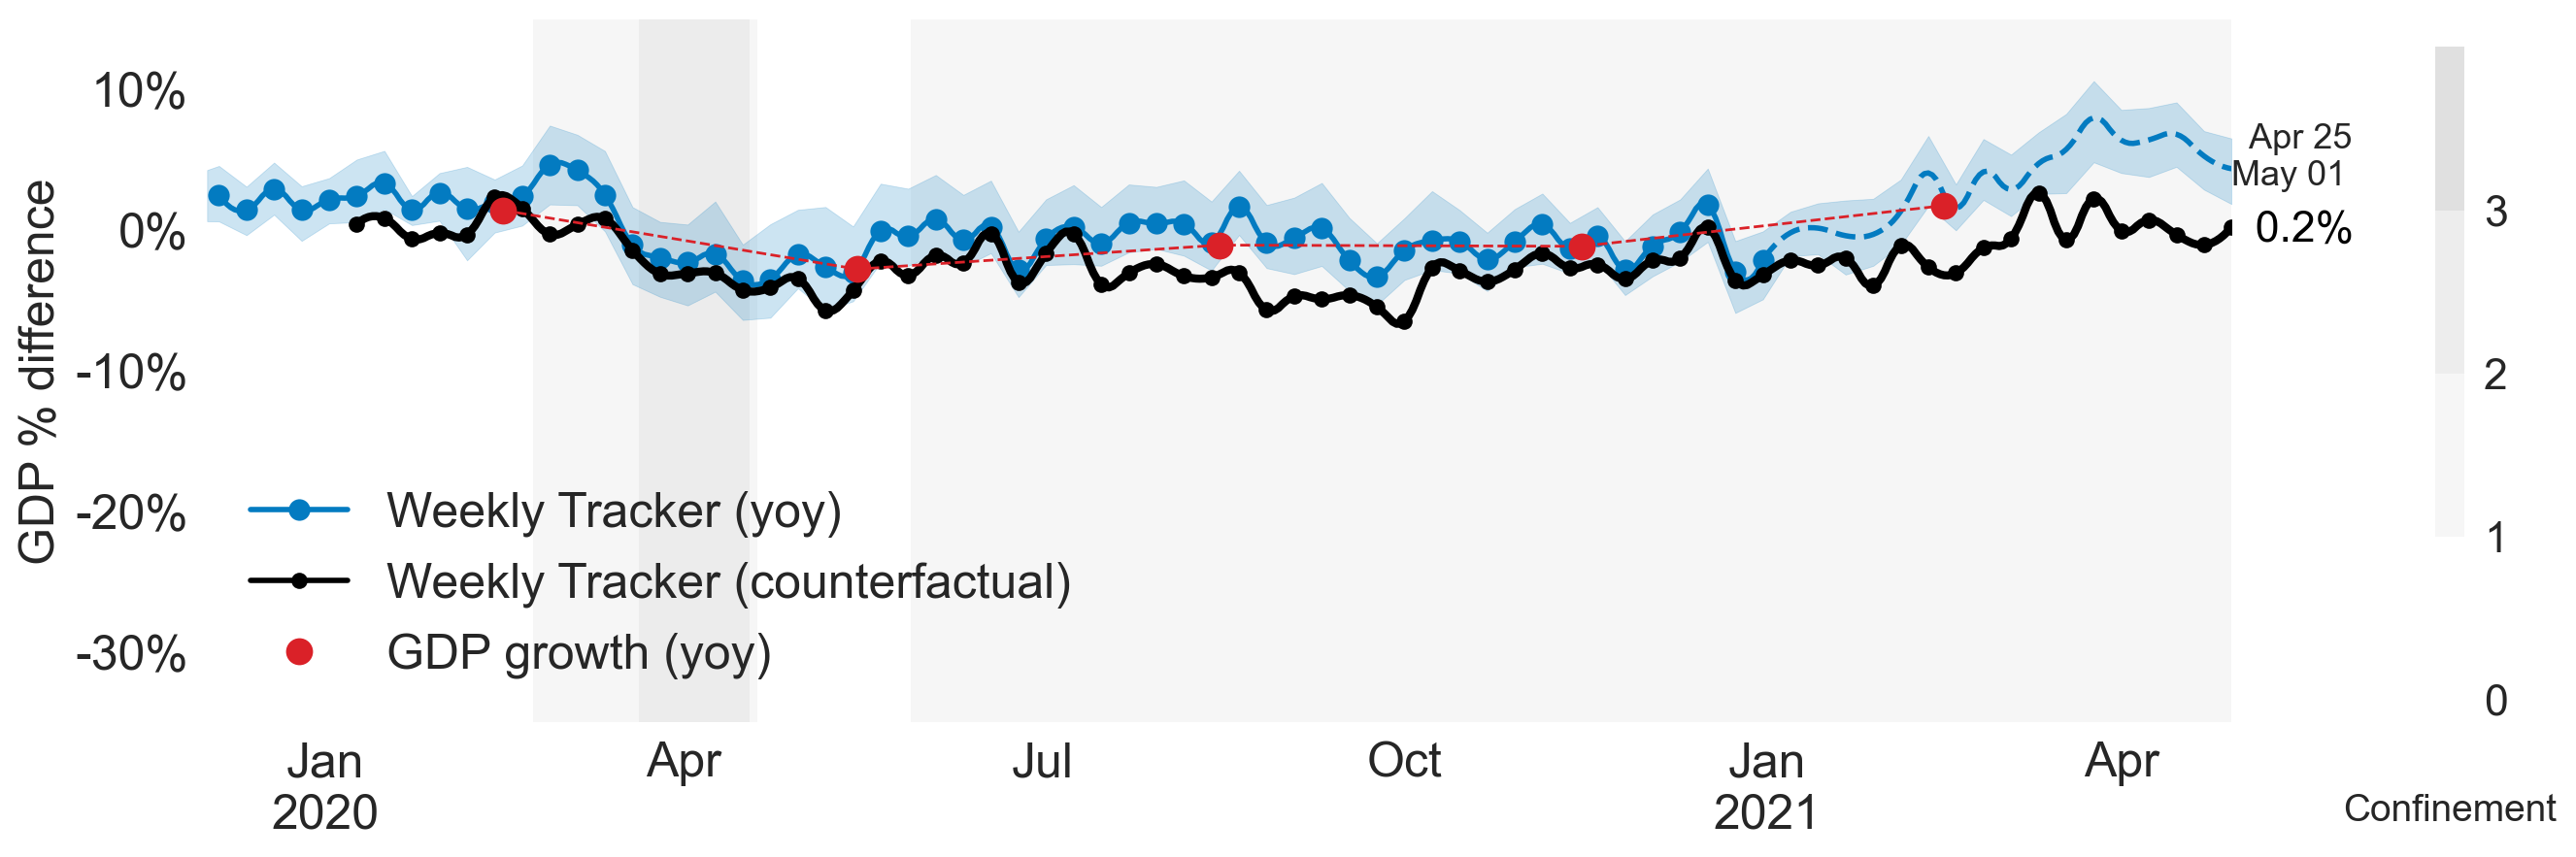 GDP % difference
10%
0%
-10%
-20%
-30%
Weekly Tracker (yoy)
Weekly Tracker (counterfactual)
GDP growth (yoy)
Jan
2020
Apr
Jul
Oct
Jan
2021
Apr
Apr 25
May 01
0.2%
3
2
1
0
Confinement